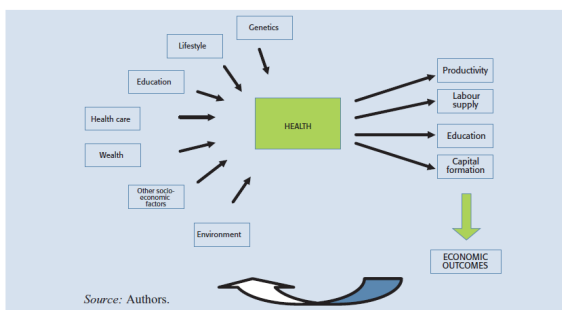 Genetics
Lifestyle
Education
Health care
Wealth
Other socio-
economic
factors
Environment
HEALTH
Productivity
Labour
supply
Education
Capital
formation
ECONOMIC
OUTCOMES
Source: Authors.